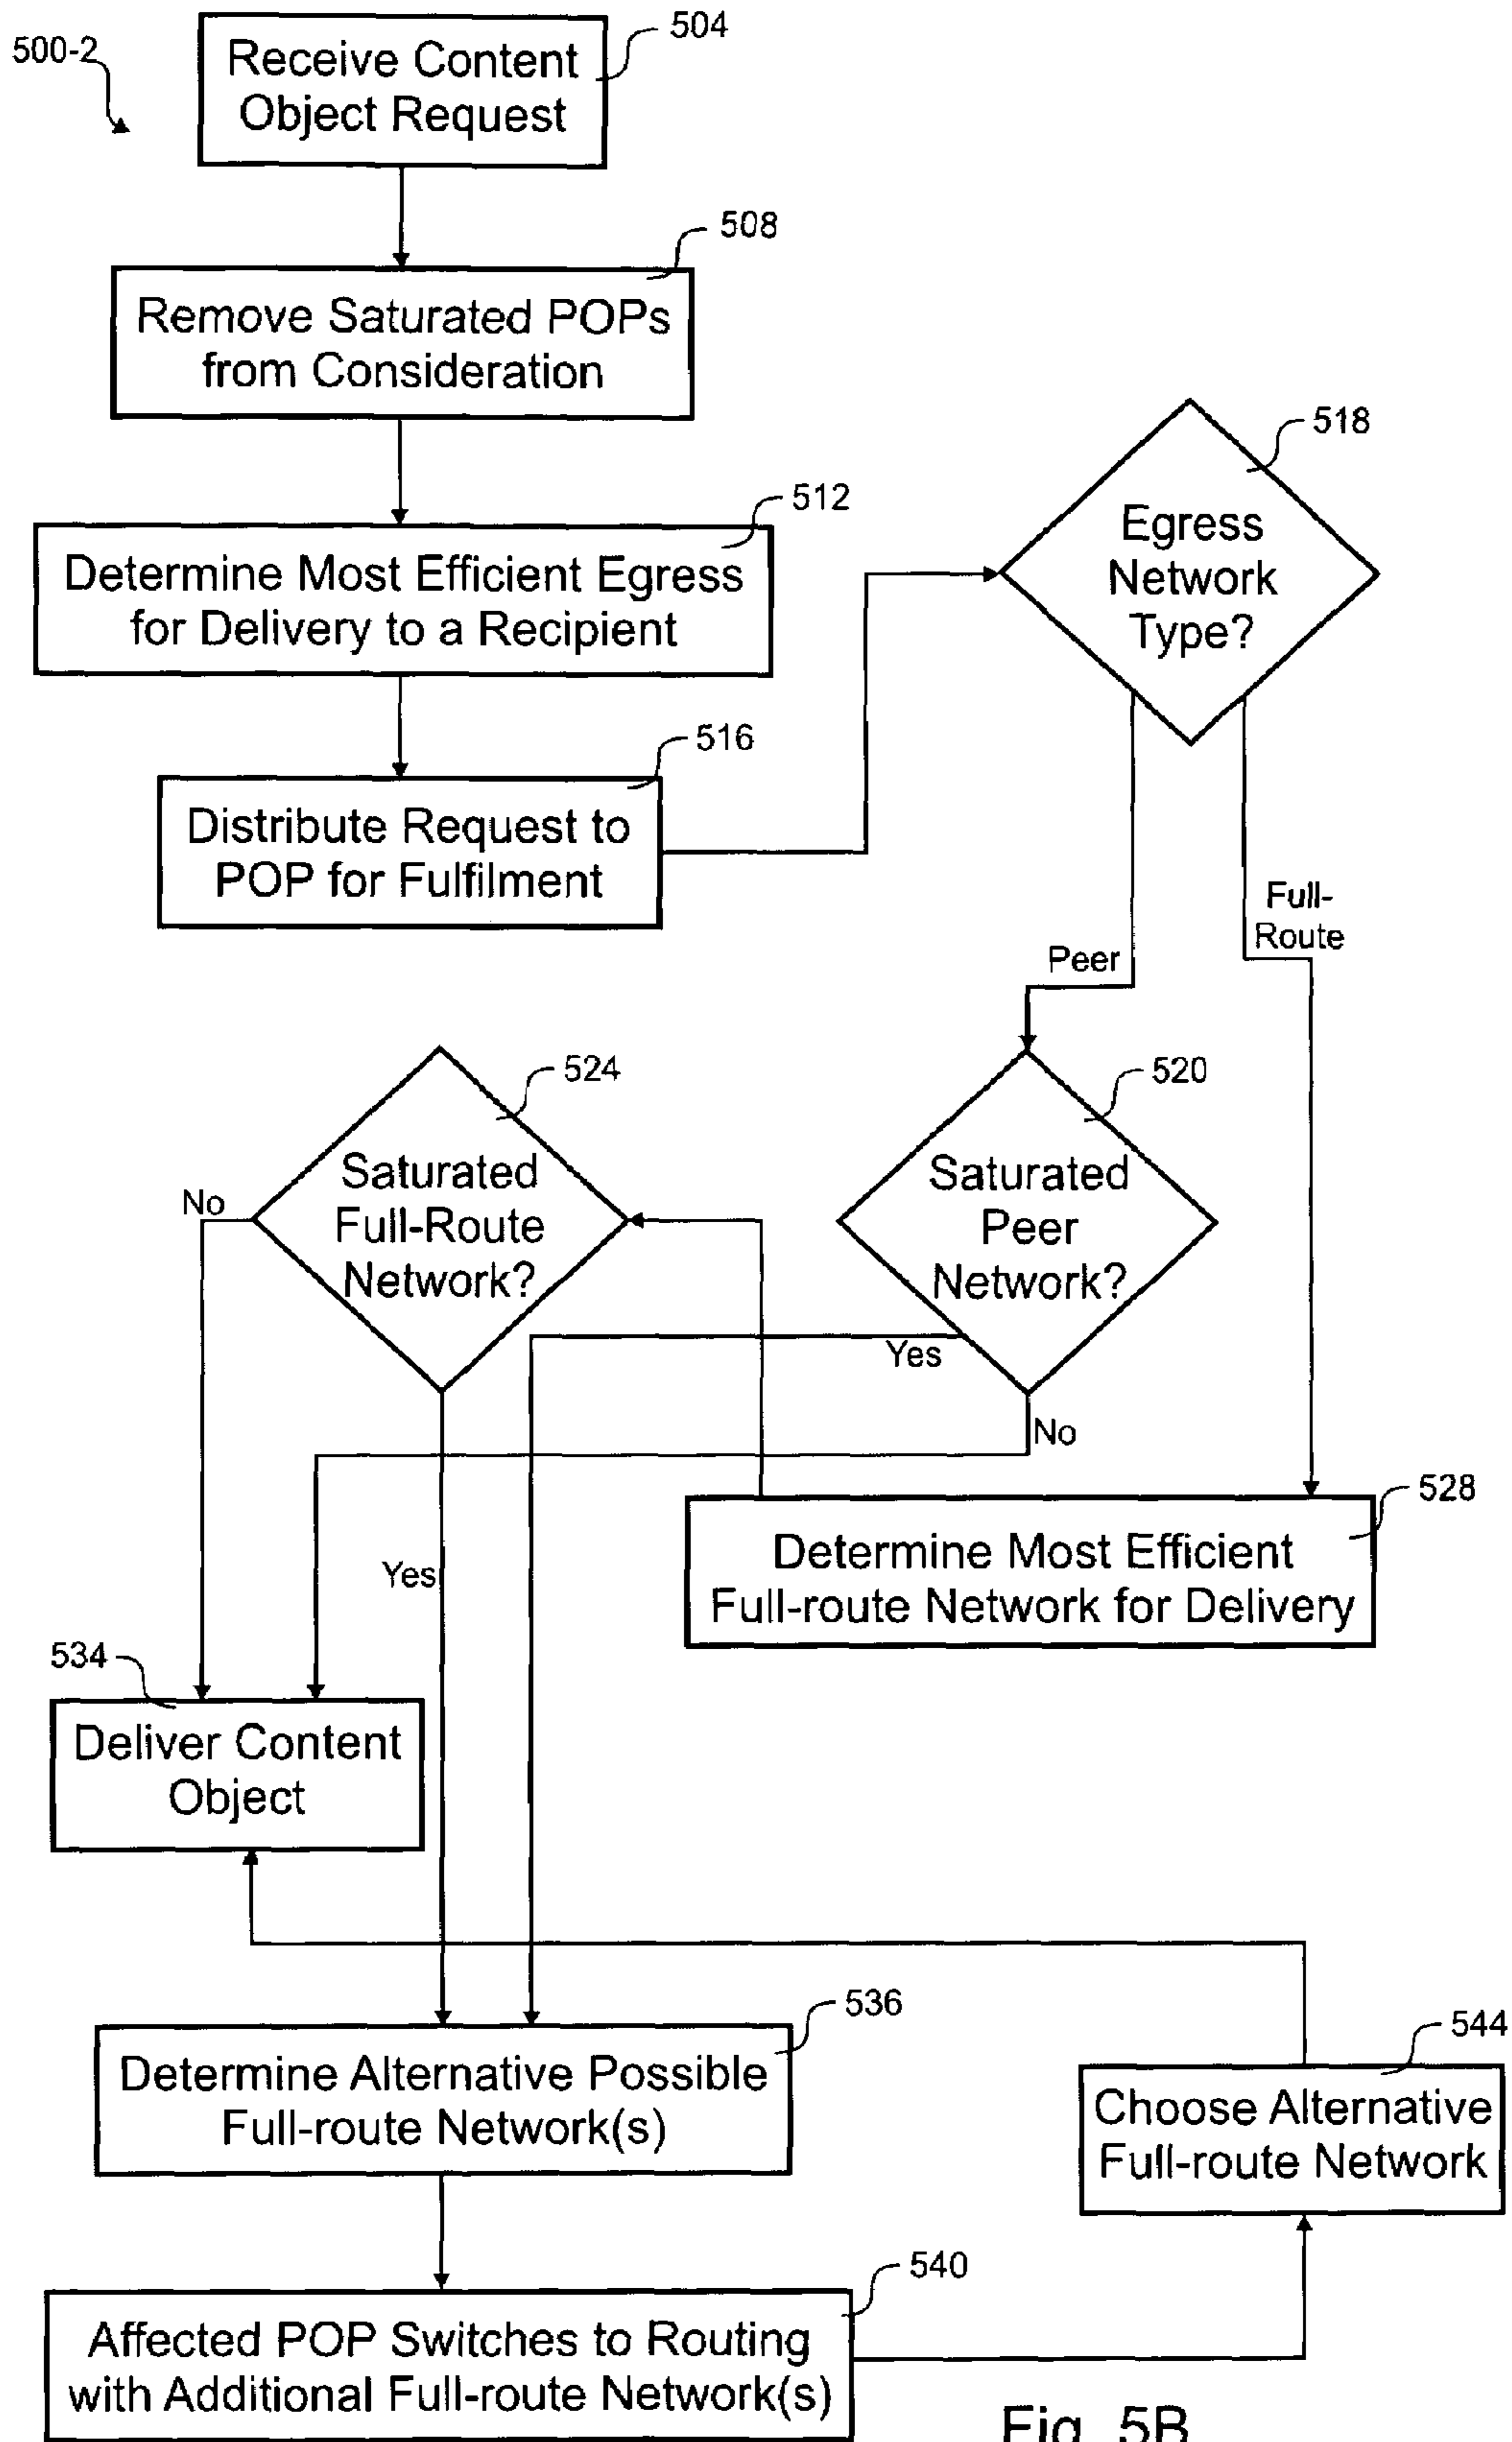 500-2
504
Receive Content
Object Request
508
Remove Saturated POPs
from Consideration
512
Determine Most Efficient Egress
for Delivery to a Recipient
516
Distribute Request to
POP for Fulfilment
518
Egress
Network
Type?
Peer
Full-
Route
524
Saturated
Full-Route
Network?
No
Yes
520
Saturated
Peer
Network?
Yes
No
528
Determine Most Efficient
Full-route Network for Delivery
534
Deliver Content
Object
536
Determine Alternative Possible
Full-route Network(s)
544
Choose Alternative
Full-route Network
540
Affected POP Switches to Routing
with Additional Full-route Network(s)
Fig. 5B